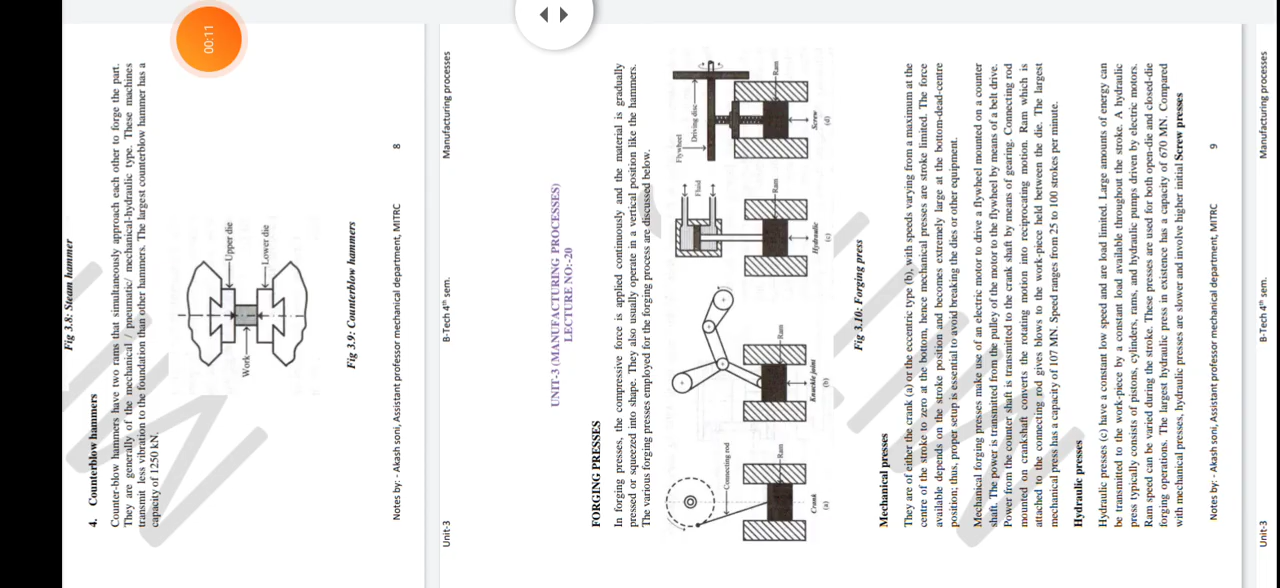 00:11
Fig 3.8: Steam hammer
4. Counterblow hammers
Counter-blow hammers have two rams that simultaneously approach each other to forge the part.
They are generally of the mechanical / pneumatic/ mechanical-hydraulic type. These machines
transmit less vibration to the foundation than other hammers. The largest counterblow hammer has a
capacity of 1250 kN.
Upper die
Work
Lower die
Fig 3.9: Counterblow hammers
Notes by: - Akash soni, Assistant professor mechanical department, MITRC 8
Unit-3 B-Tech 4th sem. Manufacturing processes
UNIT-3 (MANUFACTURING PROCESSES)
LECTURE NO:-20
FORGING PRESSES
In forging presses, the compressive force is applied continuously and the material is gradually
pressed or squeezed into shape. They also usually operate in a vertical position like the hammers.
The various forging presses employed for the forging process are discussed below.
Connecting rod
Ram
Crank
(a)
Ram
Knuckle joint
(b)
Fluid
Ram
Hydraulic
(c)
Flywheel
Driving disc
Ram
Screw
(d)
Fig 3.10: Forging press
Mechanical presses
They are of either the crank (a) or the eccentric type (b), with speeds varying from a maximum at the
centre of the stroke to zero at the bottom, hence mechanical presses are stroke limited. The force
available depends on the stroke position and becomes extremely large at the bottom-dead-centre
position; thus, proper setup is essential to avoid breaking the dies or other equipment.
Mechanical forging presses make use of an electric motor to drive a flywheel mounted on a counter
shaft. The power is transmitted from the pulley of the motor to the flywheel by means of a belt drive.
Power from the counter shaft is transmitted to the crank shaft by means of gearing. Connecting rod
mounted on crankshaft converts the rotating motion into reciprocating motion. Ram which is
attached to the connecting rod gives blows to the work-piece held between the die. The largest
mechanical press has a capacity of 107 MN. Speed ranges from 25 to 100 strokes per minute.
Hydraulic presses
Hydraulic presses (c) have a constant low speed and are load limited. Large amounts of energy can
be transmitted to the work-piece by a constant load available throughout the stroke. A hydraulic
press typically consists of pistons, cylinders, rams, and hydraulic pumps driven by electric motors.
Ram speed can be varied during the stroke. These presses are used for both open-die and closed-die
forging operations. The largest hydraulic press in existence has a capacity of 670 MN. Compared
with mechanical presses, hydraulic presses are slower and involve higher initial Screw presses
Notes by: - Akash soni, Assistant professor mechanical department, MITRC 9
Unit-3 B-Tech 4th sem. Manufacturing processes